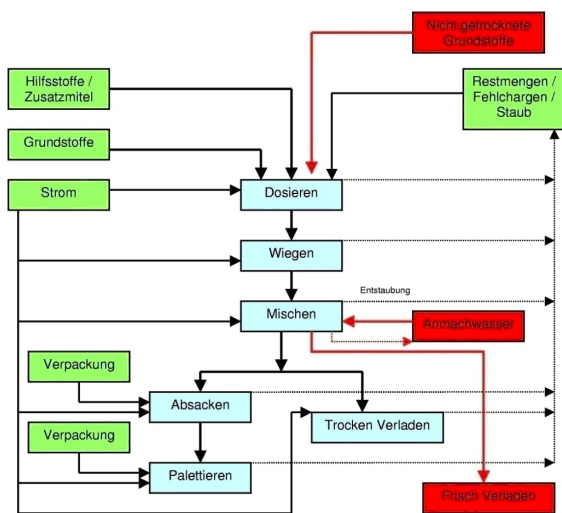 Nicht getrocknete
Grundstoffe
Hilfsstoffe /
Zusatzmitel
Restmengen /
Fehlchargen /
Staub
Grundstoffe
Strom
Dosieren
Wiegen
Entstaubung
Mischen
Anmachwasser
Verpackung
Absacken
Trocken Verladen
Verpackung
Palettieren
Frisch Verladen